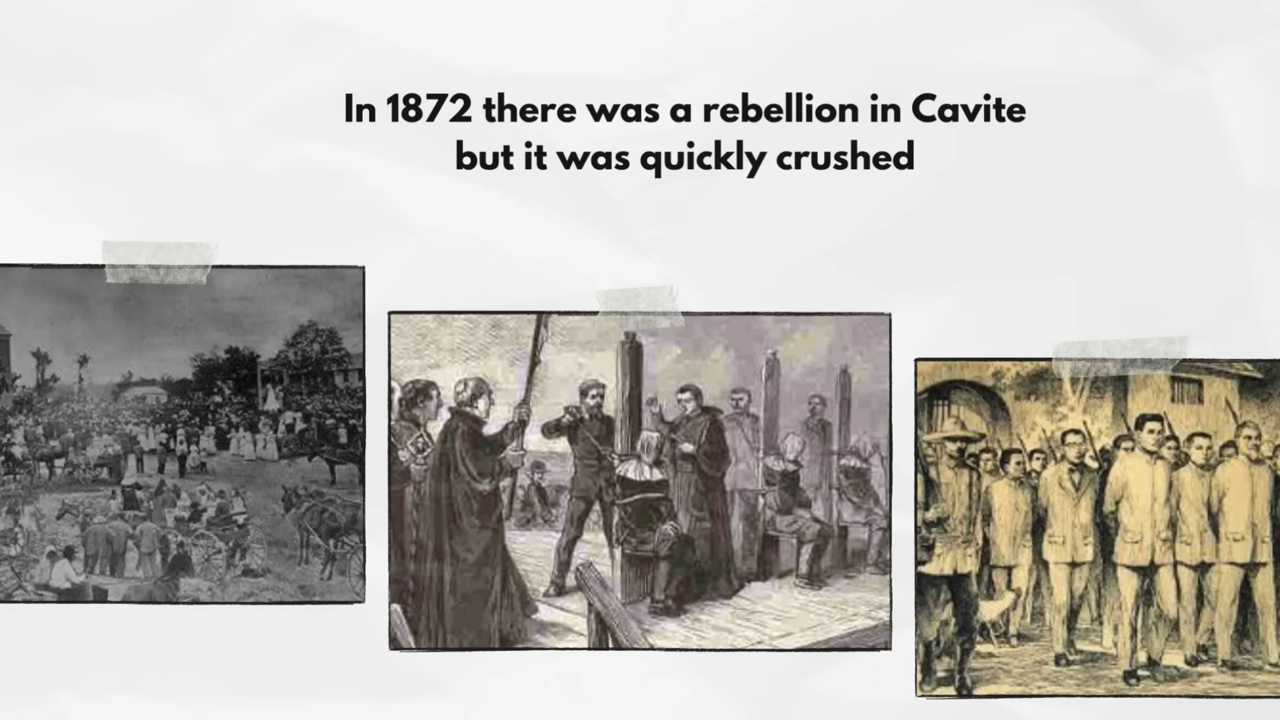 In 1872 there was a rebellion in Cavite
but it was quickly crushed